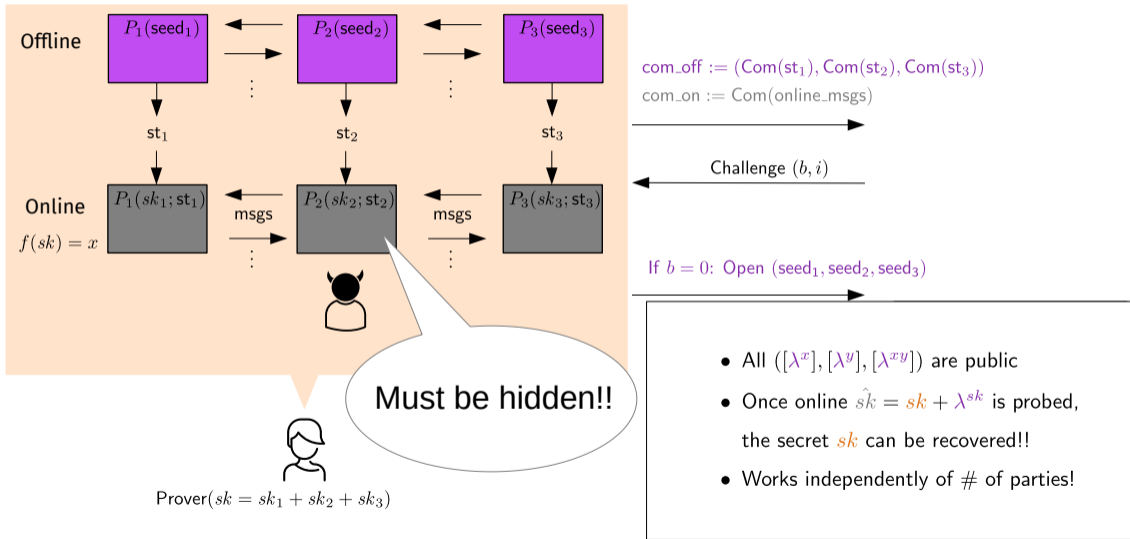 Offline
P₁(seed₁)
P₂(seed₂)
P₃(seed₃)
⋮
⋮
com_off := (Com(st₁), Com(st₂), Com(st₃))
com_on := Com(online_msgs)
st₁
st₂
st₃
Challenge (b, i)
Online
f(sk) = x
P₁(sk₁; st₁)
msgs
⋮
P₂(sk₂; st₂)
msgs
⋮
P₃(sk₃; st₃)
If b = 0: Open (seed₁, seed₂, seed₃)
Must be hidden!!
• All ([λˣ], [λʸ], [λˣʸ]) are public
• Once online ŝk = sk + λˢᵏ is probed,
the secret sk can be recovered!!
• Works independently of # of parties!
Prover(sk = sk₁ + sk₂ + sk₃)